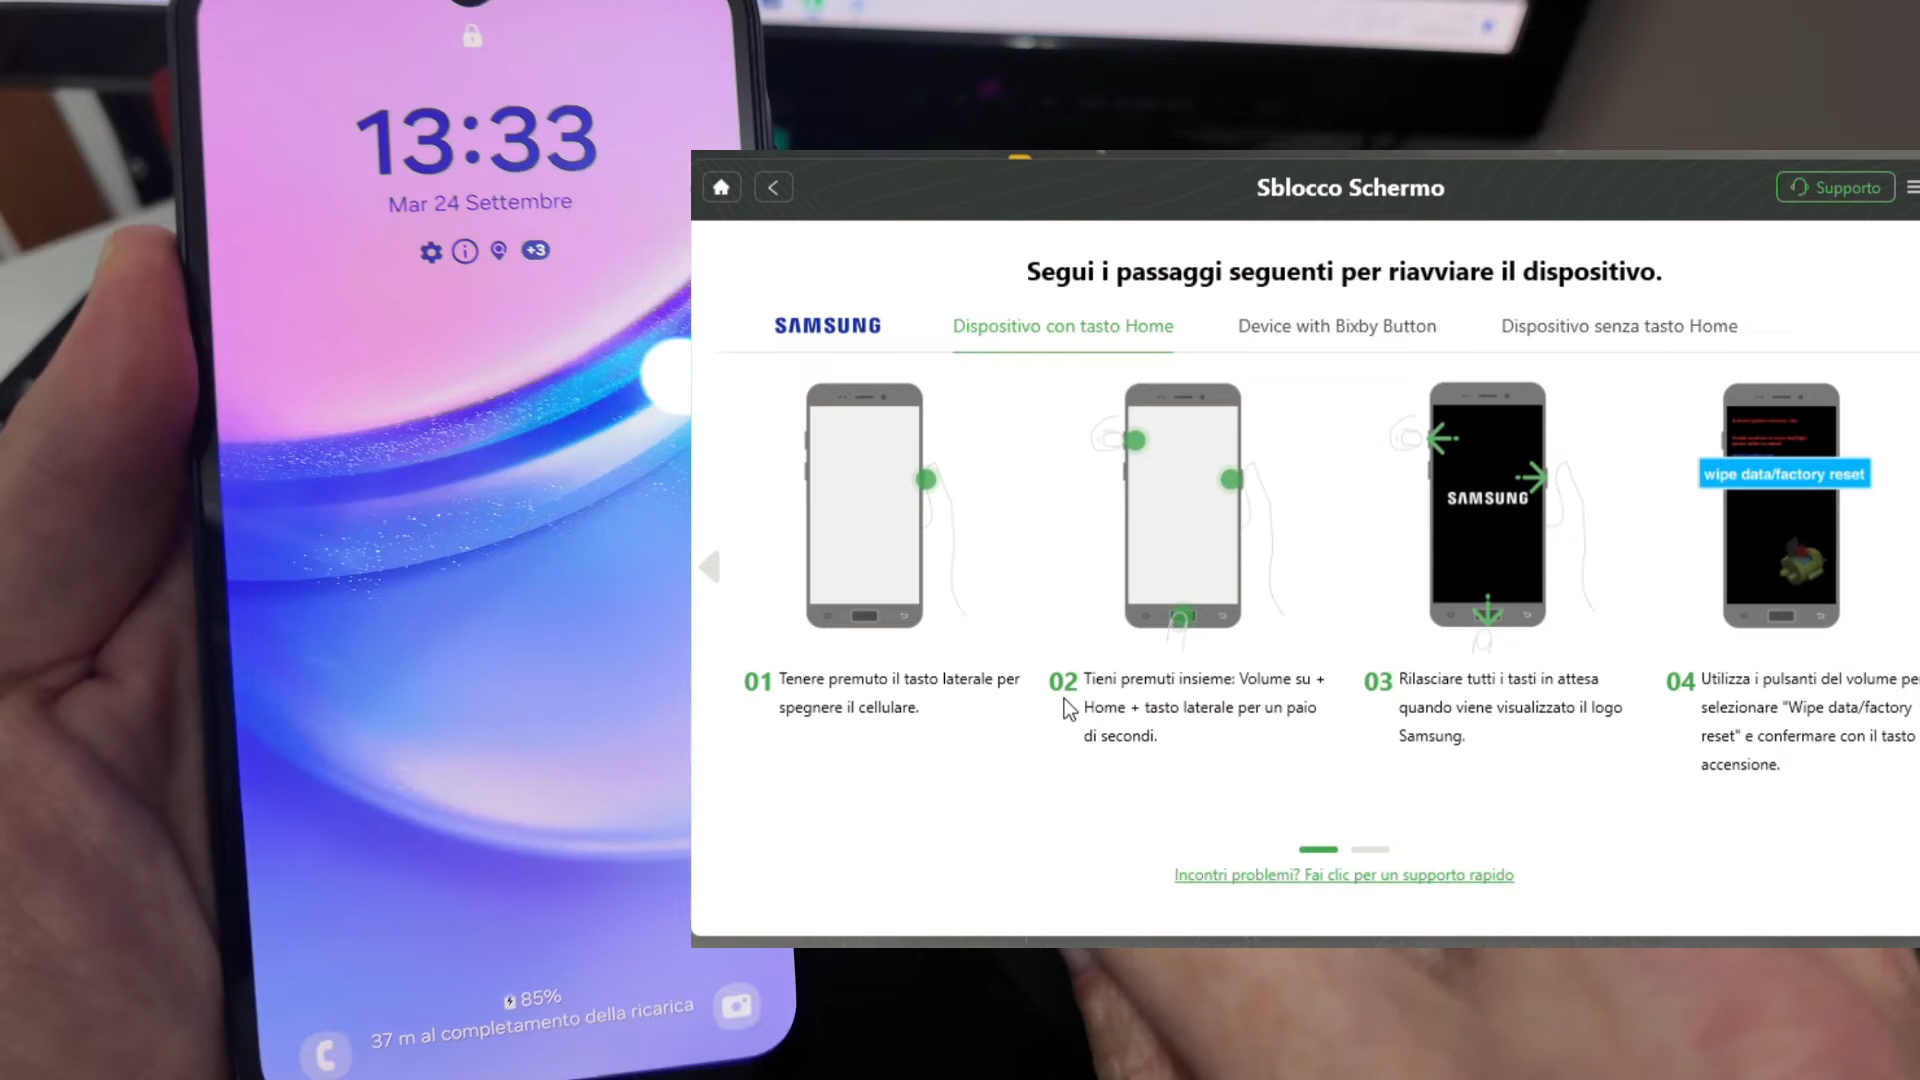 13:33
Mar 24 Settembre
+3
85%
37 m al completamento della ricarica
Sblocco Schermo
Supporto
Segui i passaggi seguenti per riavviare il dispositivo.
SAMSUNG
Dispositivo con tasto Home
Device with Bixby Button
Dispositivo senza tasto Home
SAMSUNG
wipe data/factory reset
01 Tenere premuto il tasto laterale per
spegnere il cellulare.
02 Tieni premuti insieme: Volume su +
Home + tasto laterale per un paio
di secondi.
03 Rilasciare tutti i tasti in attesa
quando viene visualizzato il logo
Samsung.
04 Utilizza i pulsanti del volume pe
selezionare "Wipe data/factory
reset" e confermare con il tasto
accensione.
Incontri problemi? Fai clic per un supporto rapido